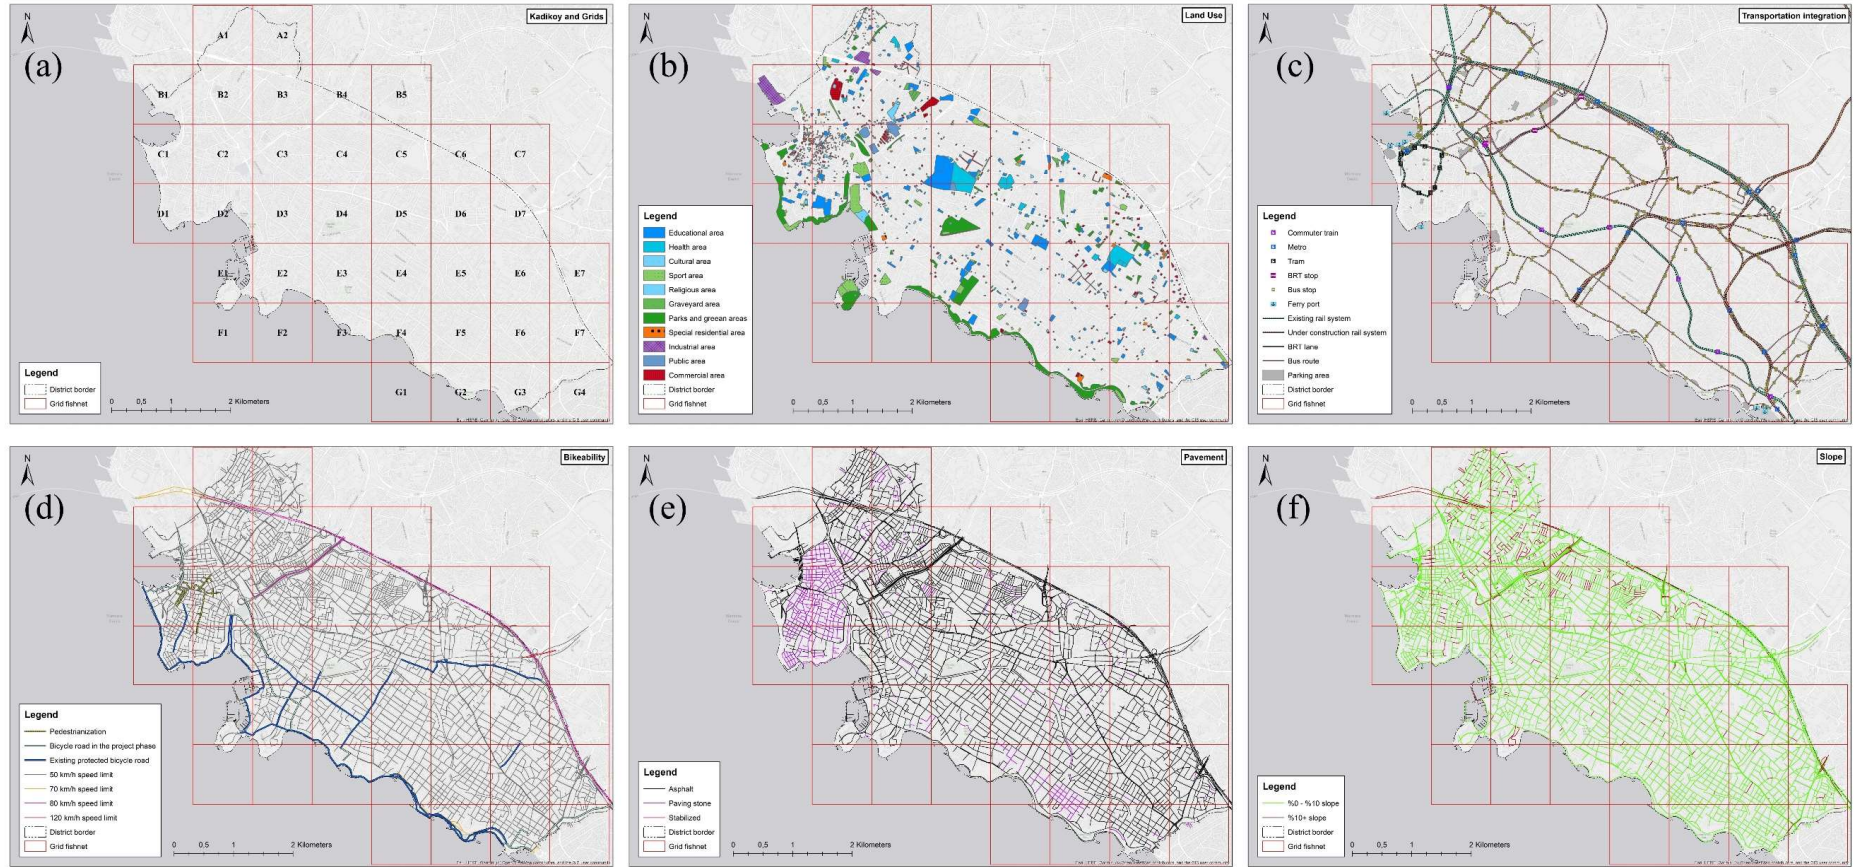 N
(a)
Kadikoy and Grids
A1 A2
B1 B2 B3 B4 B5
C1 C2 C3 C4 C5 C6 C7
D1 D2 D3 D4 D5 D6 D7
E1 E2 E3 E4 E5 E6 E7
F1 F2 F3 F4 F5 F6 F7
G1 G2 G3 G4
Legend
District border
Grid fishnet
0 0,5 1 2 Kilometers
N
(b)
Land Use
Legend
Educational area
Health area
Cultural area
Sport area
Religious area
Graveyard area
Parks and greean areas
Special residential area
Industrial area
Public area
Commercial area
District border
Grid fishnet
0 0,5 1 2 Kilometers
N
(c)
Transportation integration
Legend
Commuter train
Metro
Tram
BRT stop
Bus stop
Ferry port
Existing rail system
Under construction rail system
BRT lane
Bus route
Parking area
District border
Grid fishnet
0 0,5 1 2 Kilometers
N
(d)
Bikeability
Legend
Pedestrianization
Bicycle road in the project phase
Existing protected bicycle road
50 km/h speed limit
70 km/h speed limit
80 km/h speed limit
120 km/h speed limit
District border
Grid fishnet
0 0,5 1 2 Kilometers
N
(e)
Pavement
Legend
Asphalt
Paving stone
Stabilized
District border
Grid fishnet
0 0,5 1 2 Kilometers
N
(f)
Slope
Legend
%0 - %10 slope
%10+ slope
District border
Grid fishnet
0 0,5 1 2 Kilometers